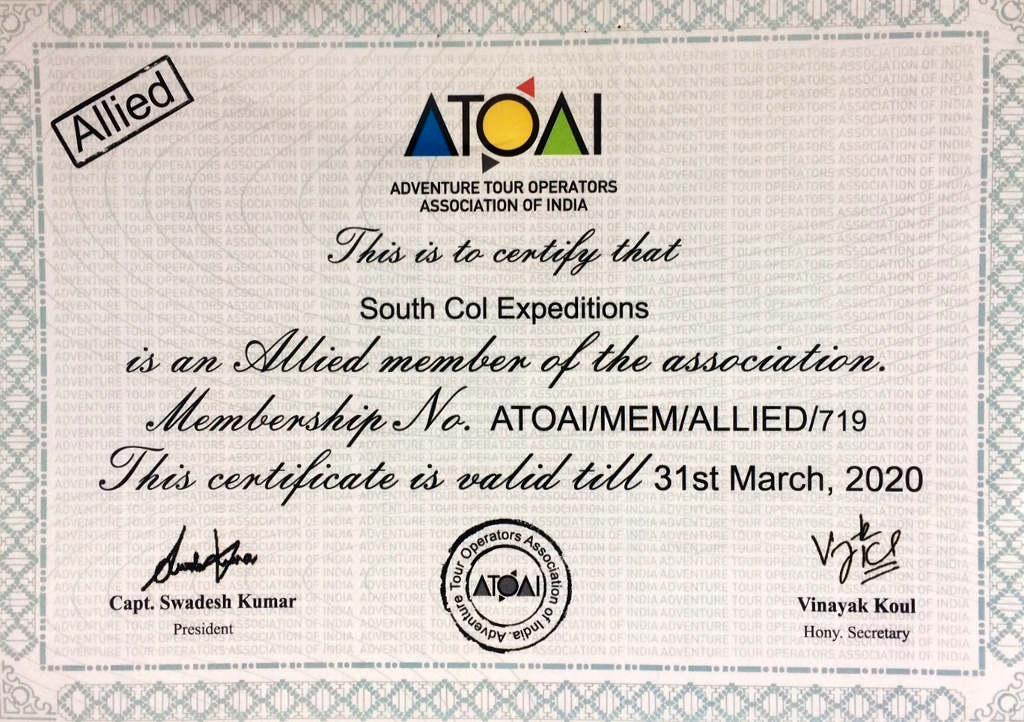 Allied
ATOAI
ADVENTURE TOUR OPERATORS
ASSOCIATION OF INDIA
This is to certify that
South Col Expeditions
is an Allied member of the association.
Membership No. ATOAI/MEM/ALLIED/719
This certificate is valid till 31st March, 2020
Capt. Swadesh Kumar
President
Adventure Tour Operators Association of India.
ATOAI
Vinayak Koul
Hony. Secretary